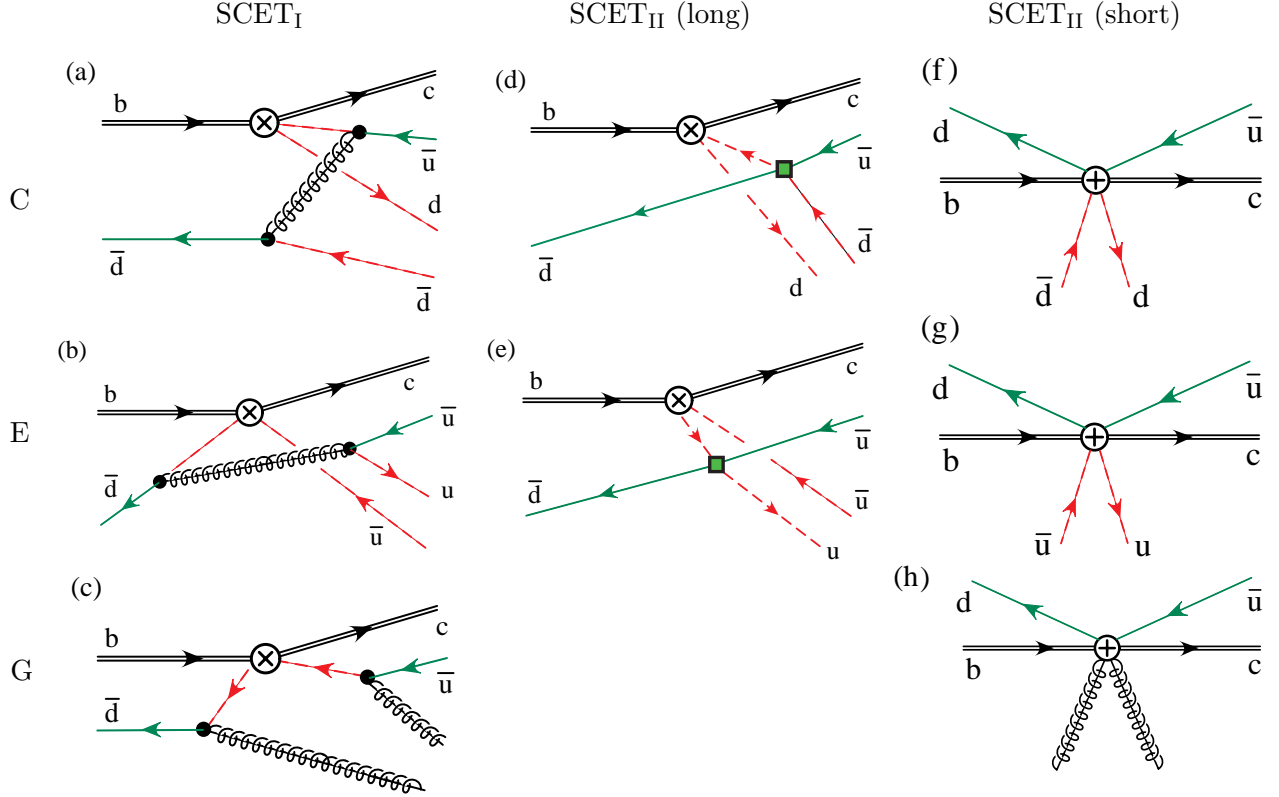 SCET_I SCET_II (long) SCET_II (short)
(a) b c u̅ d d̅ d̅
(d) b c u̅ d̅ d̅ d
(f) d u̅ b c d̅ d
C
(b) b c u̅ d̅ u u̅
(e) b c u̅ d̅ u̅ u
(g) d u̅ b c u̅ u
E
(c) b c u̅ d̅
(h) d u̅ b c
G